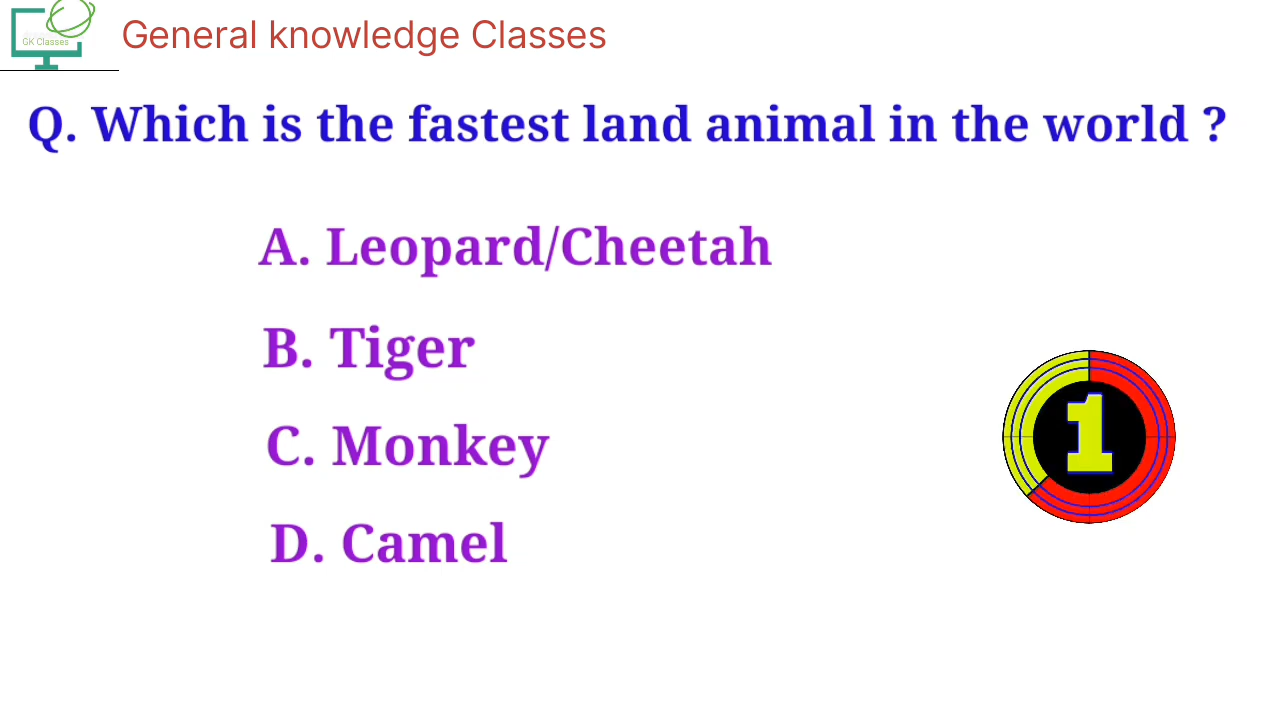 GK Classes
General knowledge Classes
Q. Which is the fastest land animal in the world ?
A. Leopard/Cheetah
B. Tiger
C. Monkey
D. Camel
1